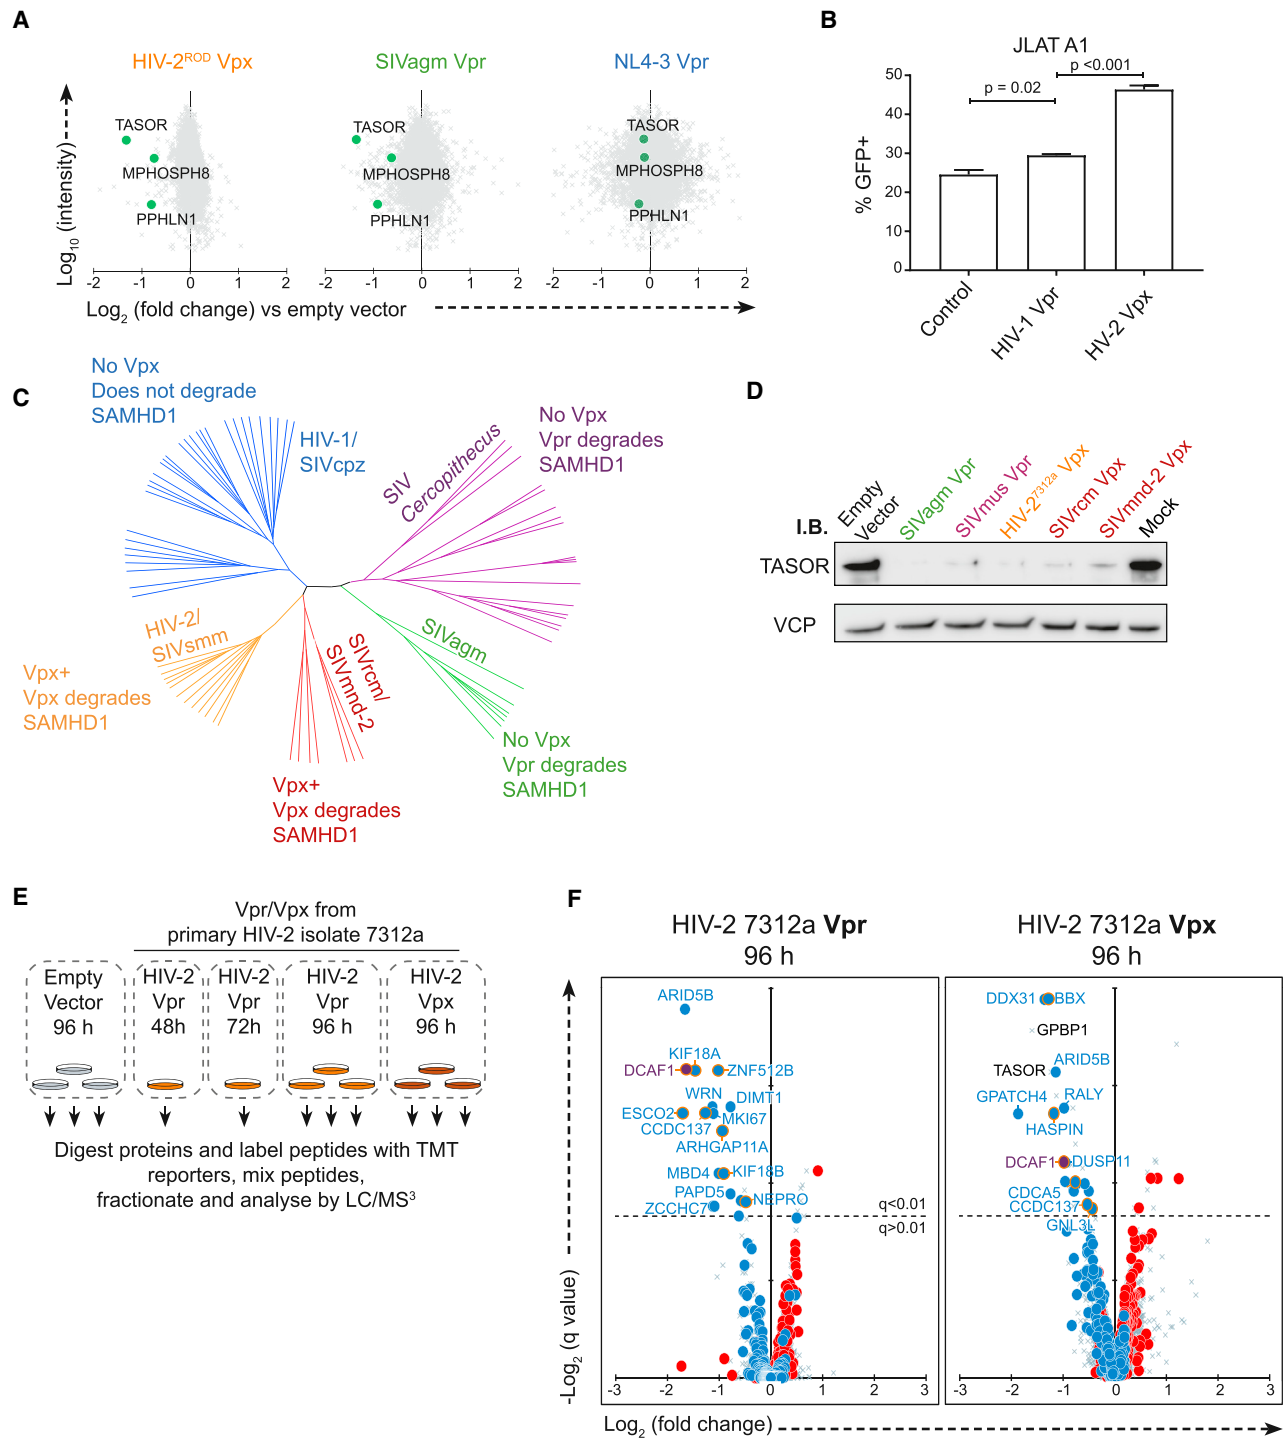 A
HIV-2ROD Vpx
SIVagm Vpr
NL4-3 Vpr
Log10 (intensity)
TASOR
MPHOSPH8
PPHLN1
TASOR
MPHOSPH8
PPHLN1
TASOR
MPHOSPH8
PPHLN1
-2 -1 0 1 2
-2 -1 0 1 2
-2 -1 0 1 2
Log2 (fold change) vs empty vector
B
JLAT A1
p <0.001
p = 0.02
% GFP+
50
40
30
20
10
0
Control
HIV-1 Vpr
HV-2 Vpx
C
No Vpx
Does not degrade
SAMHD1
HIV-1/
SIVcpz
SIV
Cercopithecus
No Vpx
Vpr degrades
SAMHD1
HIV-2/
SIVsmm
Vpx+
Vpx degrades
SAMHD1
SIVrcm/
SIVmnd-2
Vpx+
Vpx degrades
SAMHD1
SIVagm
No Vpx
Vpr degrades
SAMHD1
D
I.B.
Empty
Vector
SIVagm Vpr
SIVmus Vpr
HIV-27312a Vpx
SIVrcm Vpx
SIVmnd-2 Vpx
Mock
TASOR
VCP
E
Vpr/Vpx from
primary HIV-2 isolate 7312a
Empty
Vector
96 h
HIV-2
Vpr
48h
HIV-2
Vpr
72h
HIV-2
Vpr
96 h
HIV-2
Vpx
96 h
Digest proteins and label peptides with TMT
reporters, mix peptides,
fractionate and analyse by LC/MS3
F
HIV-2 7312a Vpr
96 h
HIV-2 7312a Vpx
96 h
-Log2 (q value)
ARID5B
KIF18A
DCAF1
ZNF512B
WRN
DIMT1
ESCO2
MKI67
CCDC137
ARHGAP11A
MBD4
KIF18B
PAPD5
NEPRO
ZCCHC7
q<0.01
q>0.01
-3 -2 -1 0 1 2 3
DDX31
BBX
GPBP1
TASOR
ARID5B
GPATCH4
RALY
HASPIN
DCAF1
DUSP11
CDCA5
CCDC137
GNL3L
-3 -2 -1 0 1 2 3
Log2 (fold change)